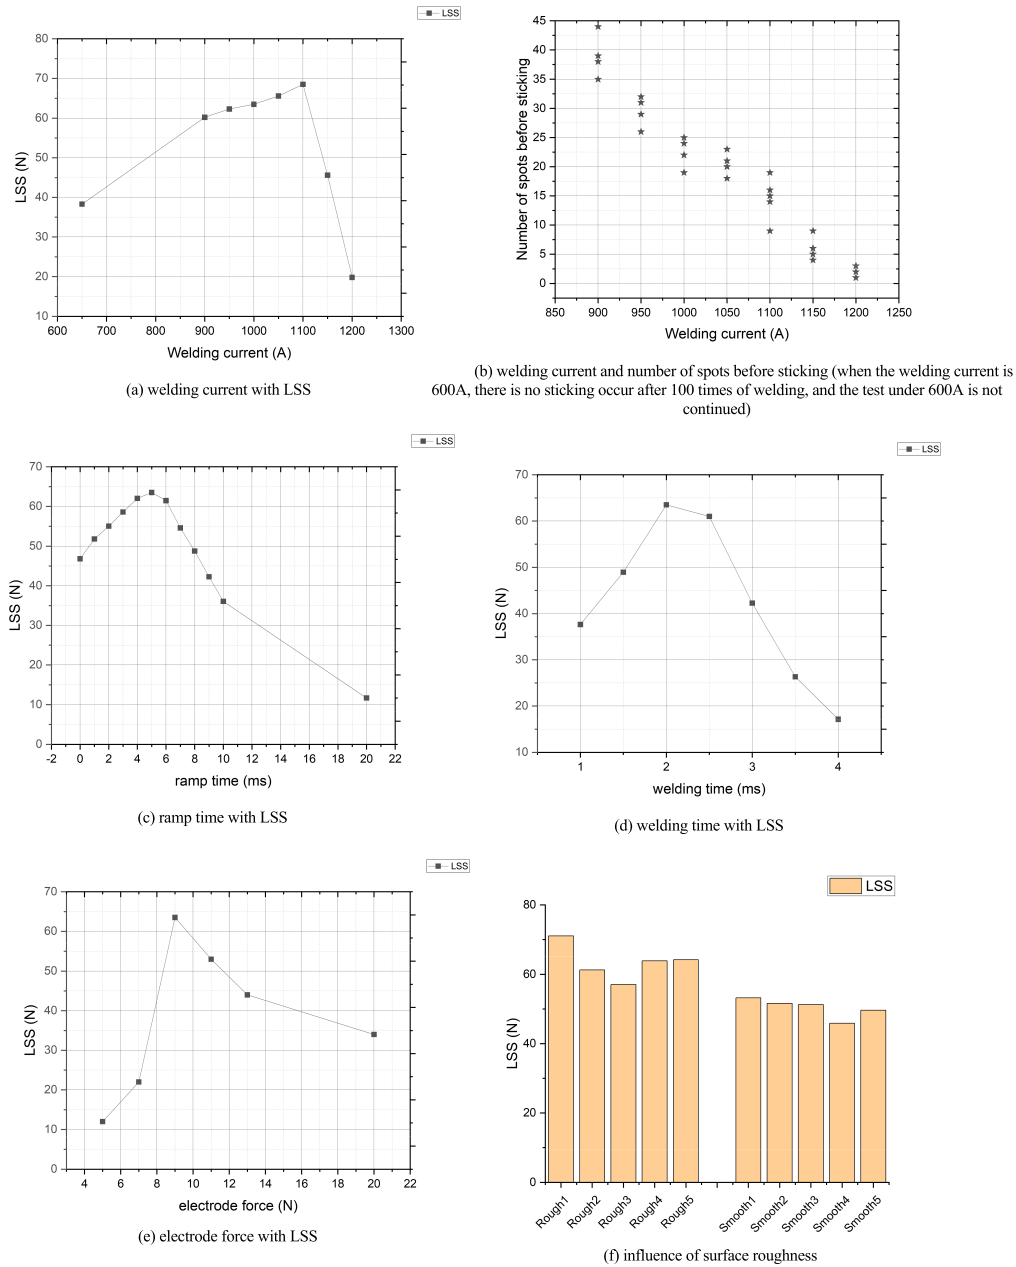 LSS
80
70
60
50
40
30
20
10
LSS (N)
600 700 800 900 1000 1100 1200 1300
Welding current (A)
(a) welding current with LSS
45
40
35
30
25
20
15
10
5
0
Number of spots before sticking
850 900 950 1000 1050 1100 1150 1200 1250
Welding current (A)
(b) welding current and number of spots before sticking (when the welding current is
600A, there is no sticking occur after 100 times of welding, and the test under 600A is not
continued)
LSS
70
60
50
40
30
20
10
0
LSS (N)
-2 0 2 4 6 8 10 12 14 16 18 20 22
ramp time (ms)
(c) ramp time with LSS
LSS
70
60
50
40
30
20
10
LSS (N)
1 2 3 4
welding time (ms)
(d) welding time with LSS
LSS
70
60
50
40
30
20
10
0
LSS (N)
4 6 8 10 12 14 16 18 20 22
electrode force (N)
(e) electrode force with LSS
LSS
80
60
40
20
0
LSS (N)
Rough1 Rough2 Rough3 Rough4 Rough5 Smooth1 Smooth2 Smooth3 Smooth4 Smooth5
(f) influence of surface roughness